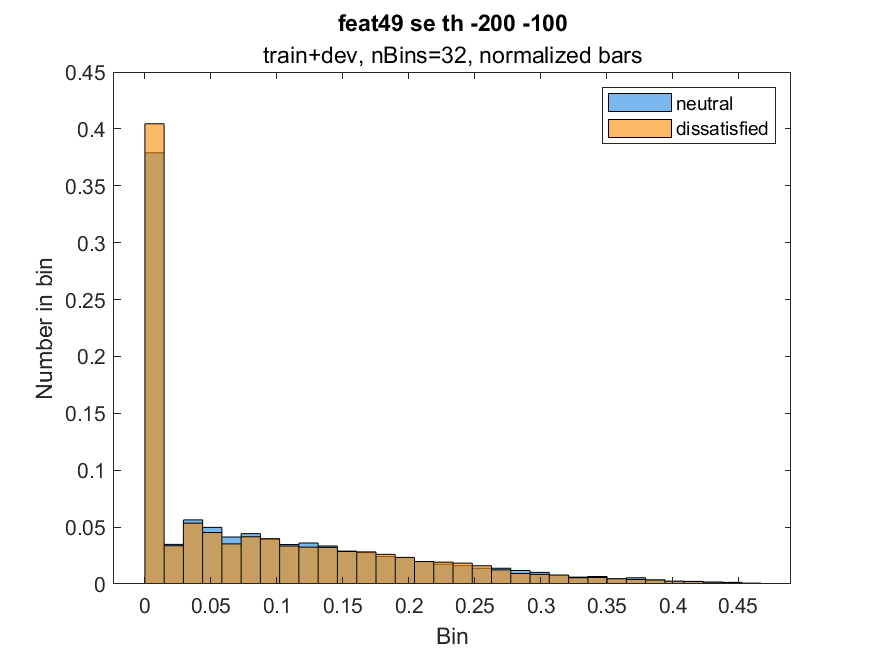 feat49 se th -200 -100
train+dev, nBins=32, normalized bars
neutral
dissatisfied
Number in bin
0.45
0.4
0.35
0.3
0.25
0.2
0.15
0.1
0.05
0
0 0.05 0.1 0.15 0.2 0.25 0.3 0.35 0.4 0.45
Bin